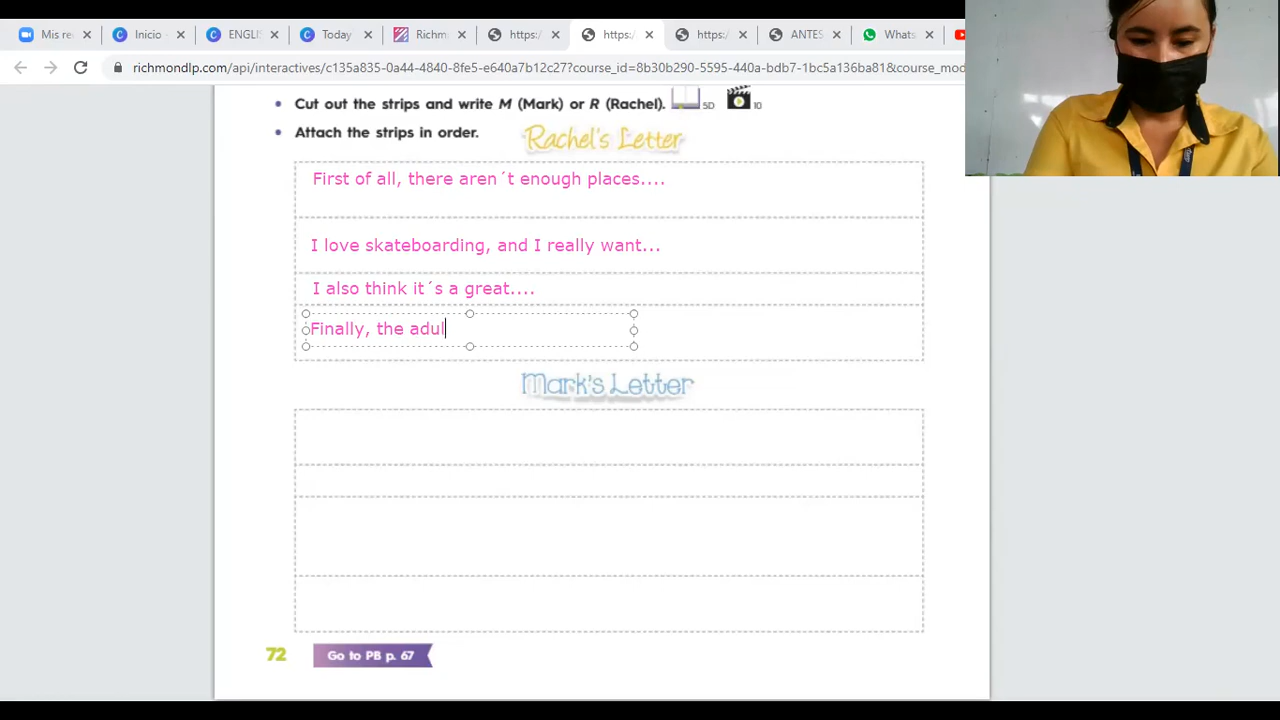 Mis re
Inicio
ENGLI
Today
Richm
https:/
https:/
https:/
ANTES
Whats
richmondlp.com/api/interactives/c135a835-0a44-4840-8fe5-e640a7b12c27?course_id=8b30b290-5595-440a-bdb7-1bc5a136ba81&course_mod
• Cut out the strips and write M (Mark) or R (Rachel). 5D 10
• Attach the strips in order.
Rachel's Letter
First of all, there aren´t enough places....
I love skateboarding, and I really want...
I also think it´s a great....
Finally, the adul
Mark's Letter
72
Go to PB p. 67